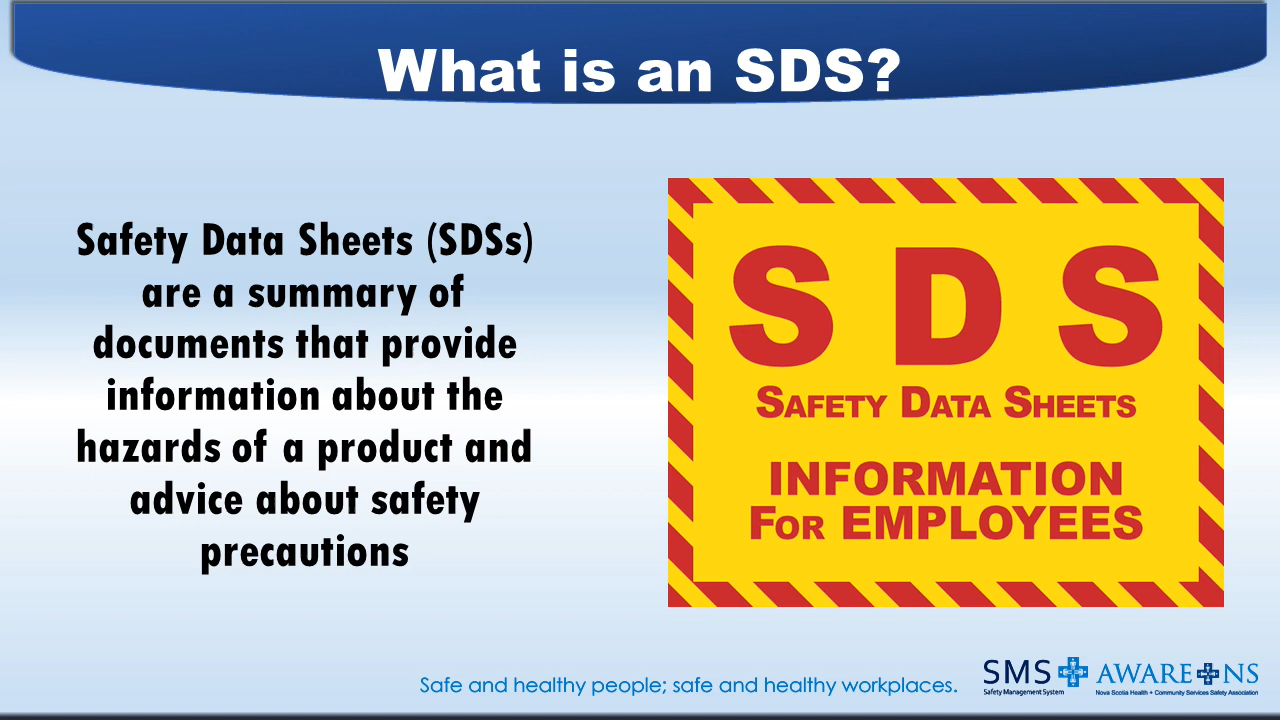 What is an SDS?
Safety Data Sheets (SDSs)
are a summary of
documents that provide
information about the
hazards of a product and
advice about safety
precautions
S D S
SAFETY DATA SHEETS
INFORMATION
FOR EMPLOYEES
Safe and healthy people; safe and healthy workplaces.
SMS
Safety Management System
AWARE NS
Nova Scotia Health + Community Services Safety Association